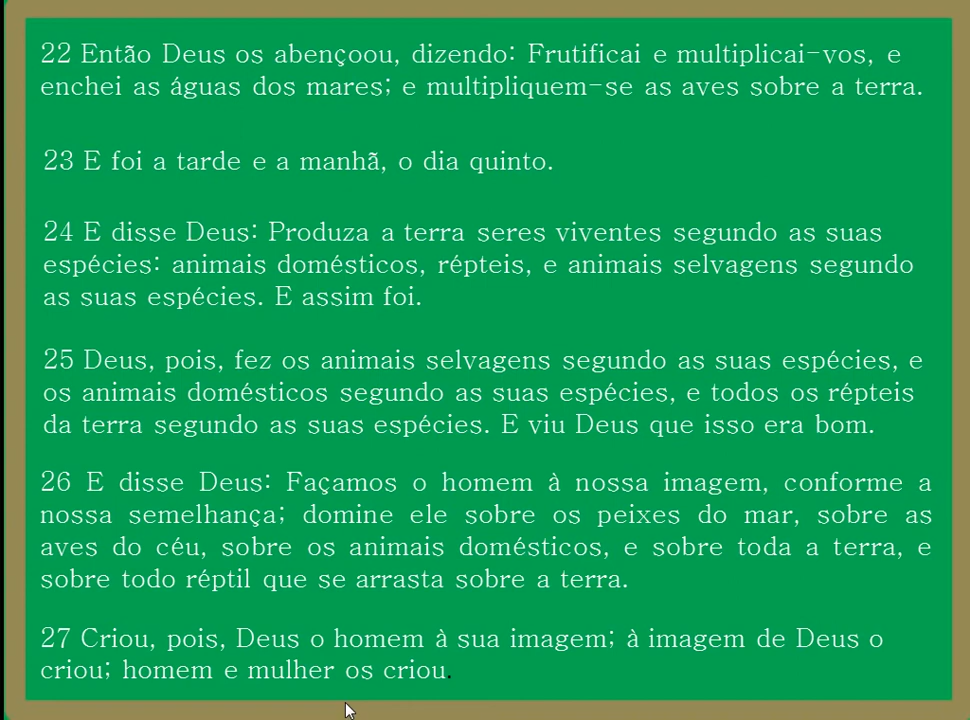 22 Então Deus os abençoou, dizendo: Frutificai e multiplicai-vos, e
enchei as águas dos mares; e multipliquem-se as aves sobre a terra.
23 E foi a tarde e a manhã, o dia quinto.
24 E disse Deus: Produza a terra seres viventes segundo as suas
espécies: animais domésticos, répteis, e animais selvagens segundo
as suas espécies. E assim foi.
25 Deus, pois, fez os animais selvagens segundo as suas espécies, e
os animais domésticos segundo as suas espécies, e todos os répteis
da terra segundo as suas espécies. E viu Deus que isso era bom.
26 E disse Deus: Façamos o homem à nossa imagem, conforme a
nossa semelhança; domine ele sobre os peixes do mar, sobre as
aves do céu, sobre os animais domésticos, e sobre toda a terra, e
sobre todo réptil que se arrasta sobre a terra.
27 Criou, pois, Deus o homem à sua imagem; à imagem de Deus o
criou; homem e mulher os criou.